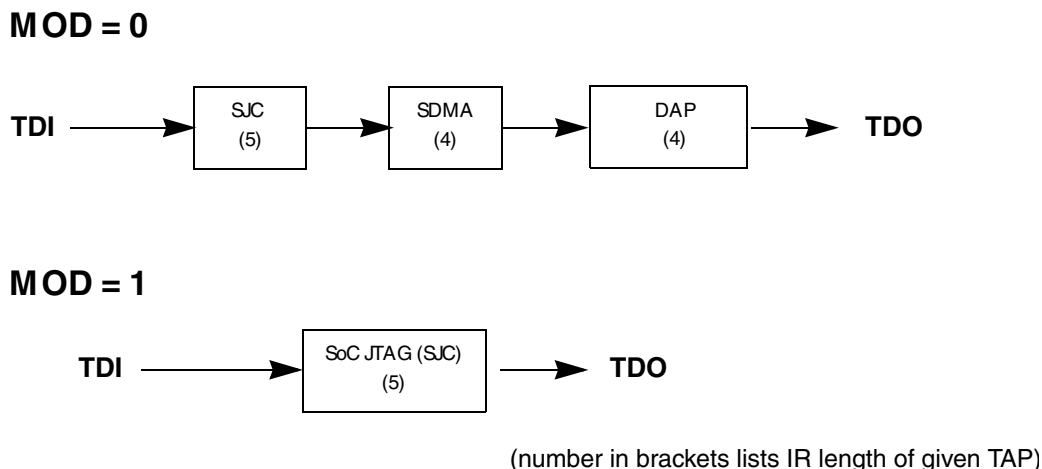 MOD = 0
TDI
SJC
(5)
SDMA
(4)
DAP
(4)
TDO
MOD = 1
TDI
SoC JTAG (SJC)
(5)
TDO
(number in brackets lists IR length of given TAP)